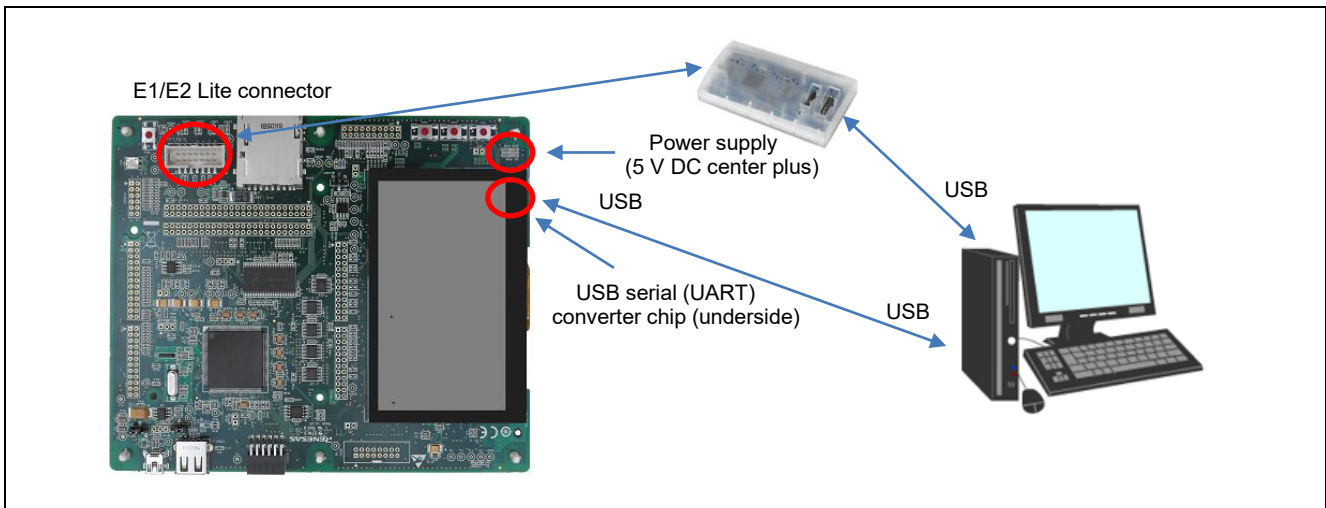 E1/E2 Lite connector
Power supply
(5 V DC center plus)
USB
USB
USB serial (UART)
converter chip (underside)
USB
RENESAS